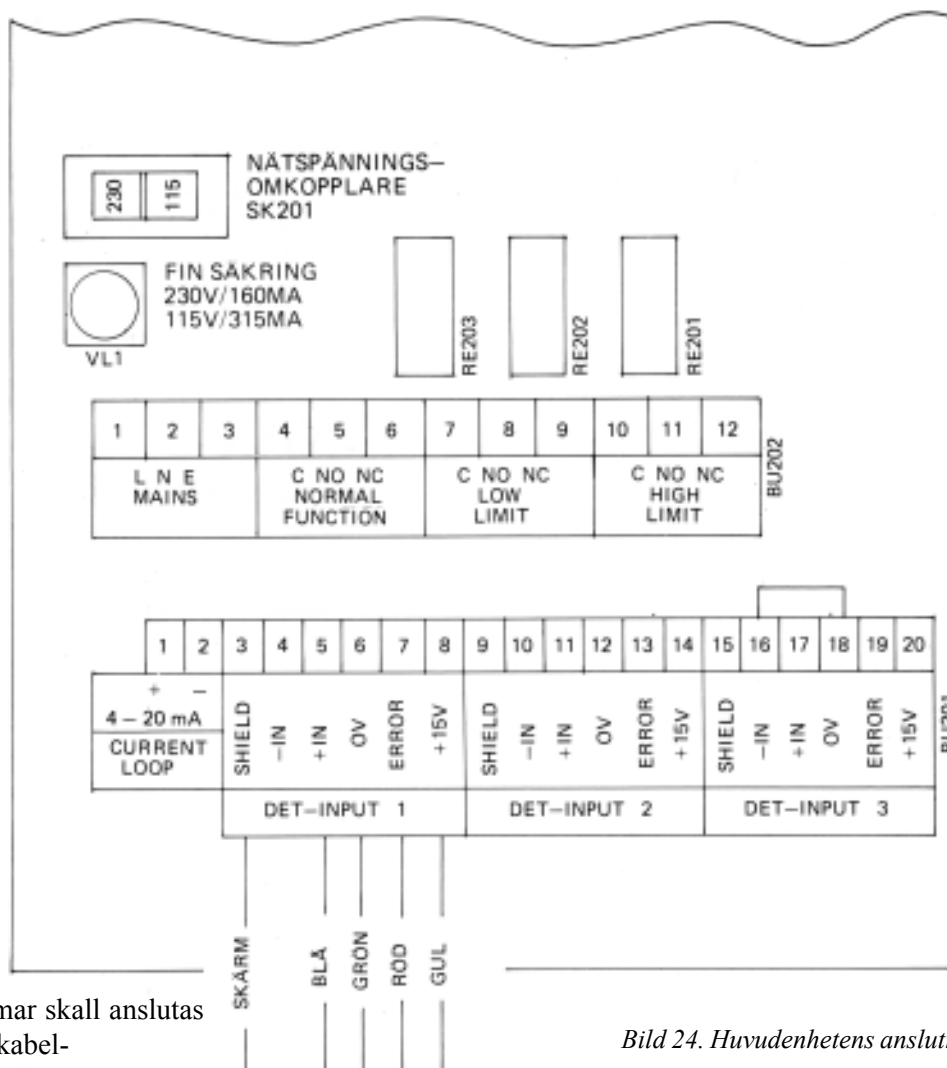 230
115
NÄTSPÄNNINGS–
OMKOPPLARE
SK201
FIN SÄKRING
230V/160MA
115V/315MA
VL1
RE203
RE202
RE201
1 2 3 4 5 6 7 8 9 10 11 12
L N E
MAINS
C NO NC
NORMAL
FUNCTION
C NO NC
LOW
LIMIT
C NO NC
HIGH
LIMIT
BU202
1 2 3 4 5 6 7 8 9 10 11 12 13 14 15 16 17 18 19 20
+ –
4 – 20 mA
CURRENT
LOOP
SHIELD
–IN
+IN
OV
ERROR
+15V
SHIELD
–IN
+IN
OV
ERROR
+15V
SHIELD
–IN
+IN
OV
ERROR
+15V
BU201
DET–INPUT 1
DET–INPUT 2
DET–INPUT 3
SKÄRM
BLÅ
GRÖN
RÖD
GUL
mar skall anslutas
kabel-
Bild 24. Huvudenhetens anslut